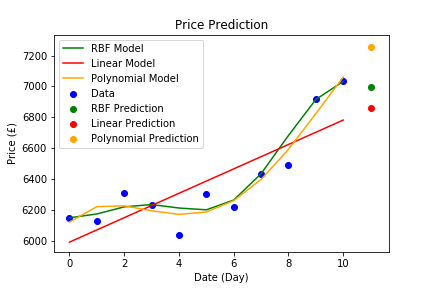 Price Prediction
RBF Model
Linear Model
Polynomial Model
Data
RBF Prediction
Linear Prediction
Polynomial Prediction
7200
7000
6800
6600
6400
6200
6000
Price (£)
0 2 4 6 8 10
Date (Day)